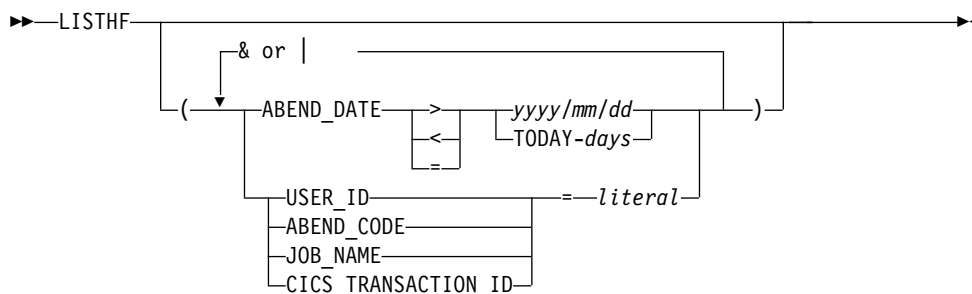 LISTHF
& or |
( ABEND_DATE > yyyy/mm/dd )
< TODAY-days
=
USER_ID = literal
ABEND_CODE
JOB_NAME
CICS TRANSACTION ID